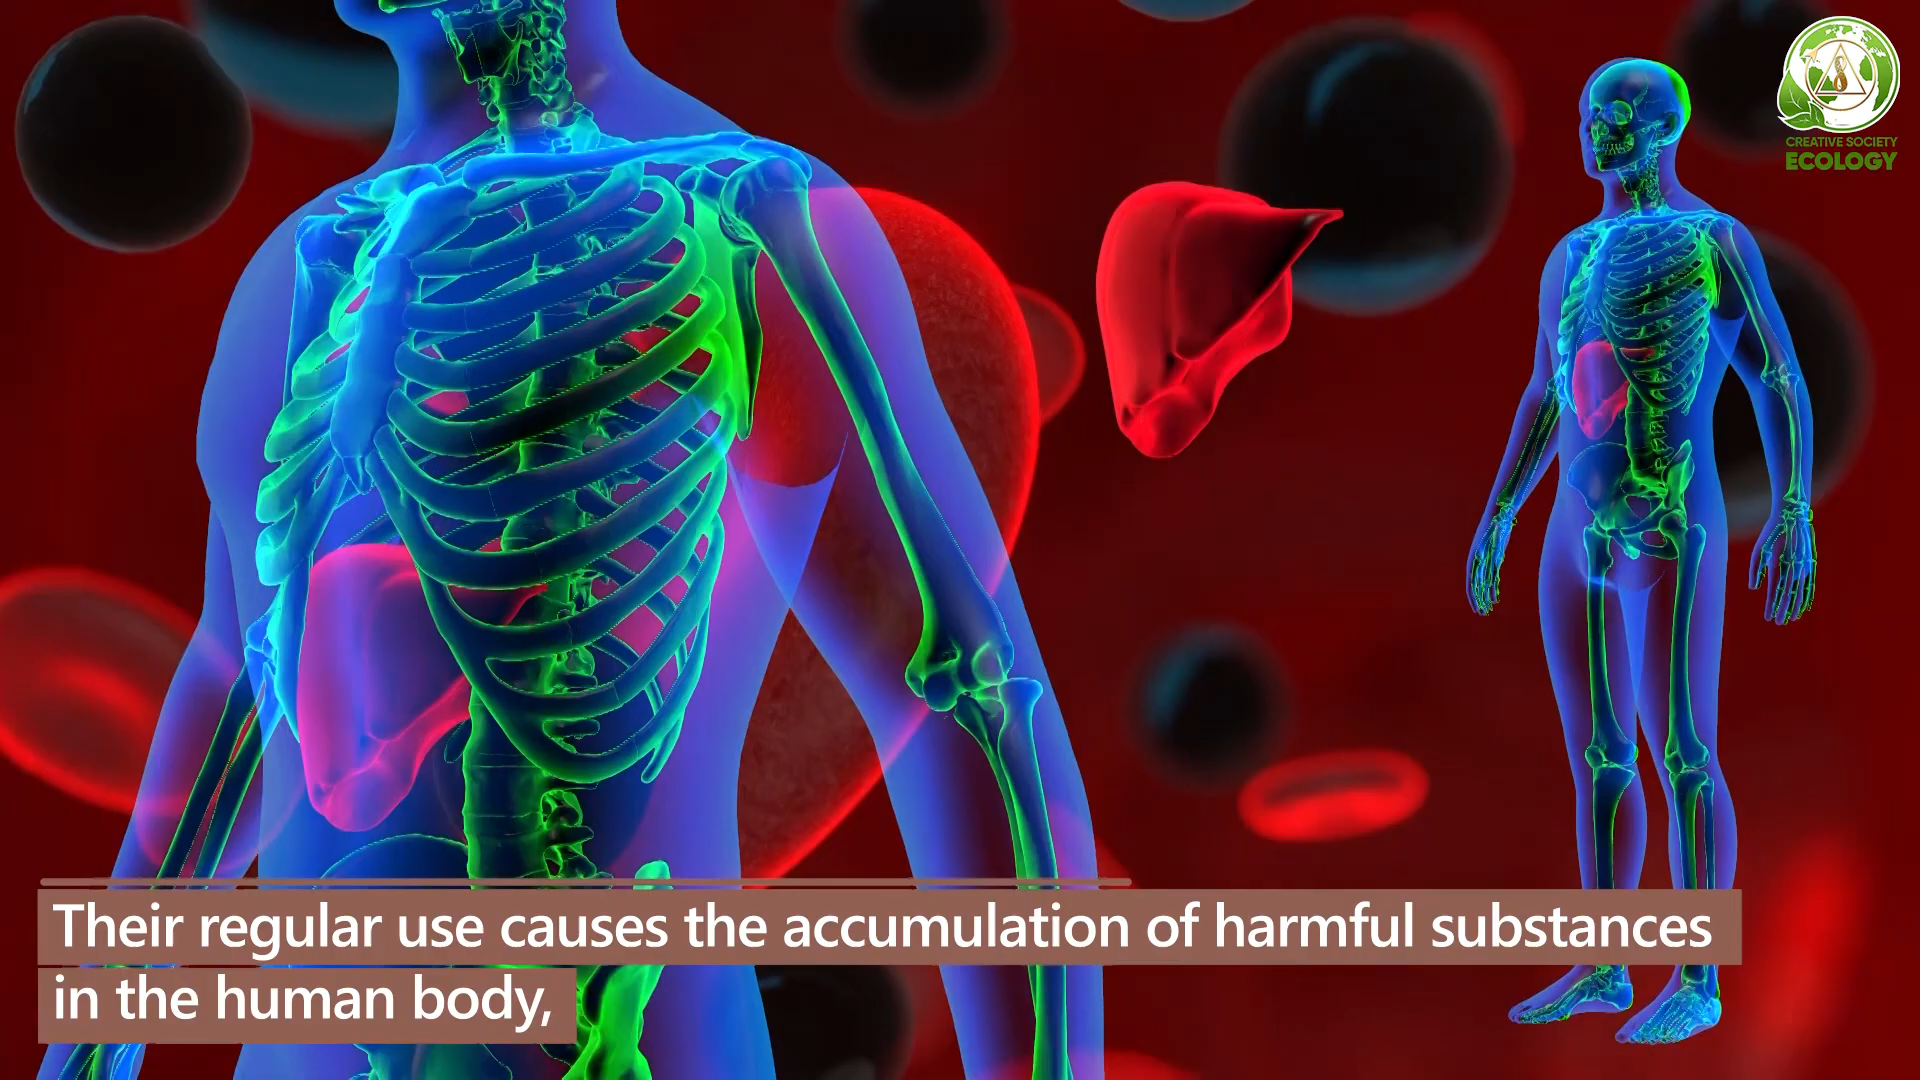 CREATIVE SOCIETY
ECOLOGY
Their regular use causes the accumulation of harmful substances
in the human body,